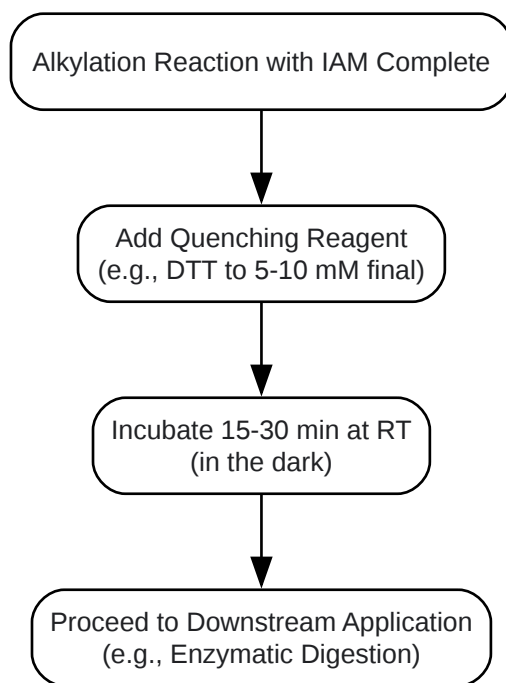 Alkylation Reaction with IAM Complete
Add Quenching Reagent
(e.g., DTT to 5-10 mM final)
Incubate 15-30 min at RT
(in the dark)
Proceed to Downstream Application
(e.g., Enzymatic Digestion)